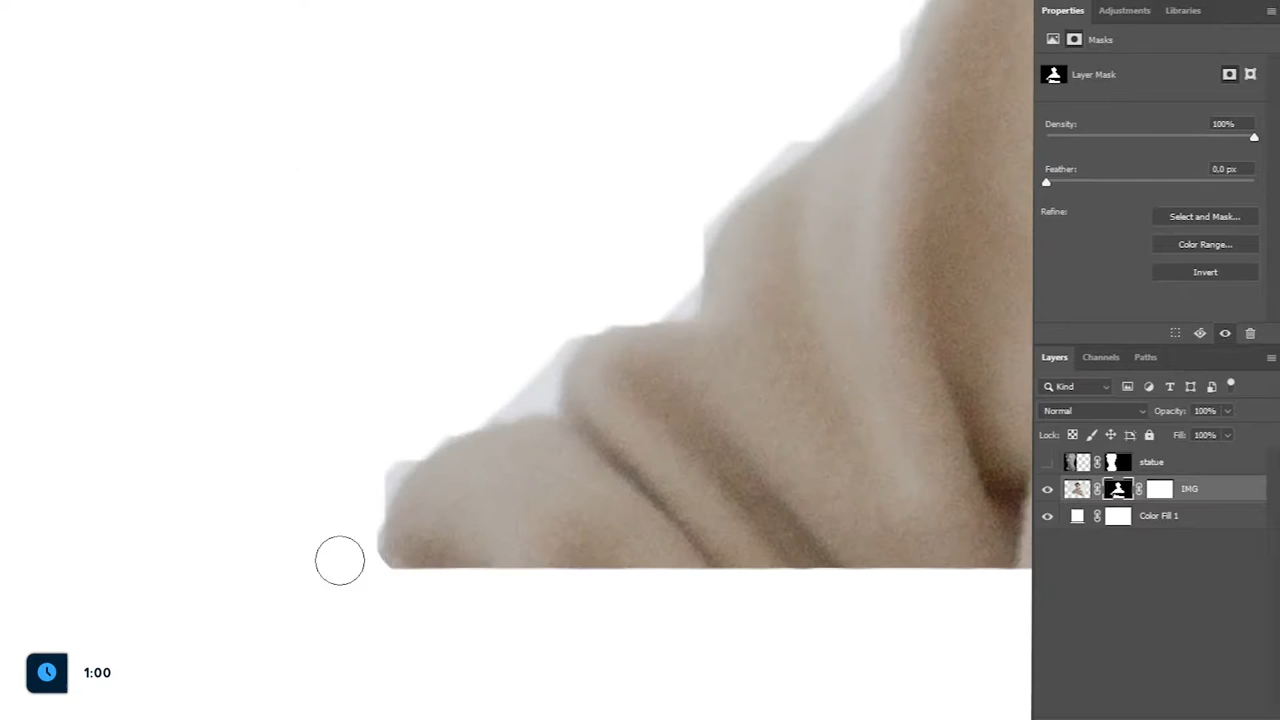 Properties Adjustments Libraries
Masks
Layer Mask
Density: 100%
Feather: 0,0 px
Refine: Select and Mask...
Color Range...
Invert
Layers Channels Paths
Kind
Normal Opacity: 100%
Lock: Fill: 100%
statue
IMG
Color Fill 1
1:00